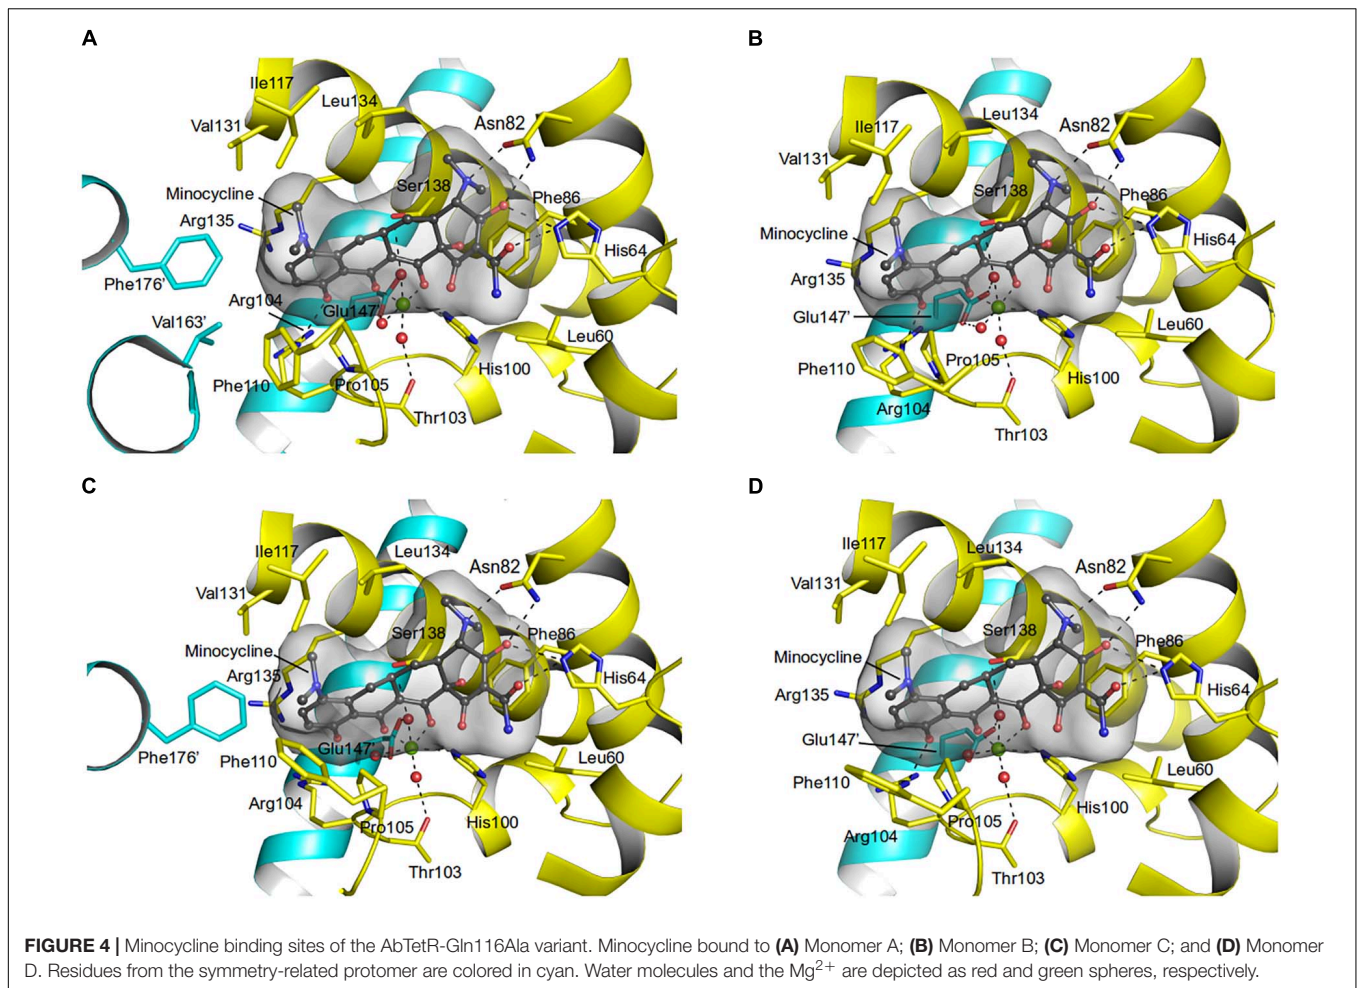 A
Ile117
Leu134
Val131
Asn82
Minocycline
Ser138
Phe86
Arg135
His64
Phe176'
Arg104
Glu147'
Val163'
Leu60
His100
Phe110
Pro105
Thr103
B
Leu134
Ile117
Asn82
Val131
Ser138
Phe86
Minocycline
His64
Arg135
Glu147'
Leu60
Phe110
Pro105
His100
Arg104
Thr103
C
Ile117
Leu134
Asn82
Val131
Ser138
Phe86
Minocycline
Arg135
His64
Phe176'
Glu147'
Phe110
Leu60
Arg104
Pro105
His100
Thr103
D
Ile117
Leu134
Asn82
Val131
Ser138
Phe86
Minocycline
Arg135
His64
Glu147'
Leu60
Phe110
His100
Pro105
Arg104
Thr103
FIGURE 4 | Minocycline binding sites of the AbTetR-Gln116Ala variant. Minocycline bound to (A) Monomer A; (B) Monomer B; (C) Monomer C; and (D) Monomer
D. Residues from the symmetry-related protomer are colored in cyan. Water molecules and the Mg²⁺ are depicted as red and green spheres, respectively.